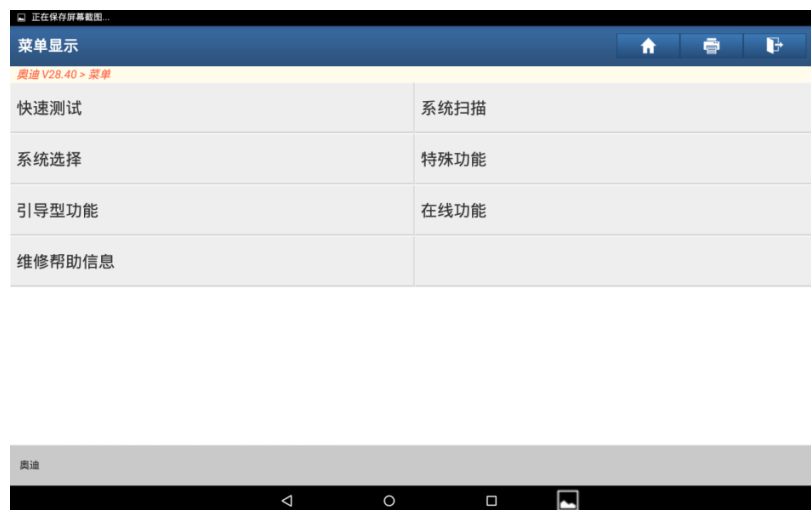 正在保存屏幕截图...
菜单显示
奥迪 V28.40 > 菜单
快速测试
系统扫描
系统选择
特殊功能
引导型功能
在线功能
维修帮助信息
奥迪